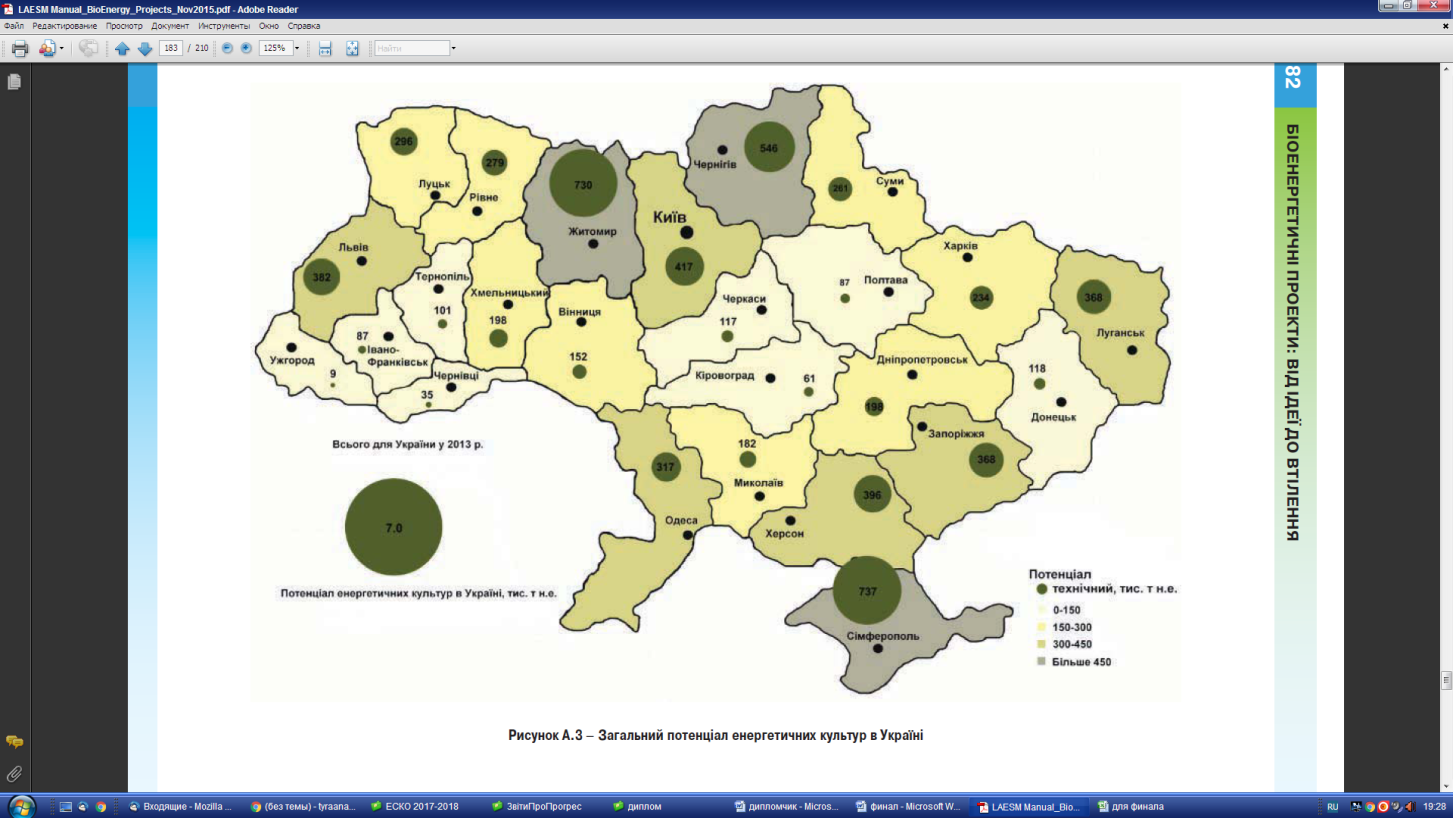 LAESM Manual_BioEnergy_Projects_Nov2015.pdf - Adobe Reader
Файл Редактирование Просмотр Документ Инструменты Окно Справка
183 / 210 125% Найти
82
БІОЕНЕРГЕТИЧНІ ПРОЕКТИ: ВІД ІДЕЇ ДО ВТІЛЕННЯ
296
Луцьк
279
Рівне
730
Житомир
Київ
417
546
Чернігів
261
Суми
Львів
382
Тернопіль
101
Хмельницький
198
Вінниця
152
Черкаси
117
87
Полтава
Харків
234
368
Луганськ
Ужгород
9
87
Івано-
Франківськ
Чернівці
35
Кіровоград
61
Дніпропетровськ
198
118
Донецьк
Запоріжжя
368
182
Миколаїв
317
Одеса
396
Херсон
737
Сімферополь
Всього для України у 2013 р.
7.0
Потенціал енергетичних культур в Україні, тис. т н.е.
Потенціал
технічний, тис. т н.е.
0-150
150-300
300-450
Більше 450
Рисунок А.3 – Загальний потенціал енергетичних культур в Україні
Входящие - Mozilla ...
(без темы) - tyraana...
ЕСКО 2017-2018
ЗвітиПроПрогрес
диплом
дипломчик - Micros...
финал - Microsoft W...
LAESM Manual_Bio...
для финала
RU
19:28